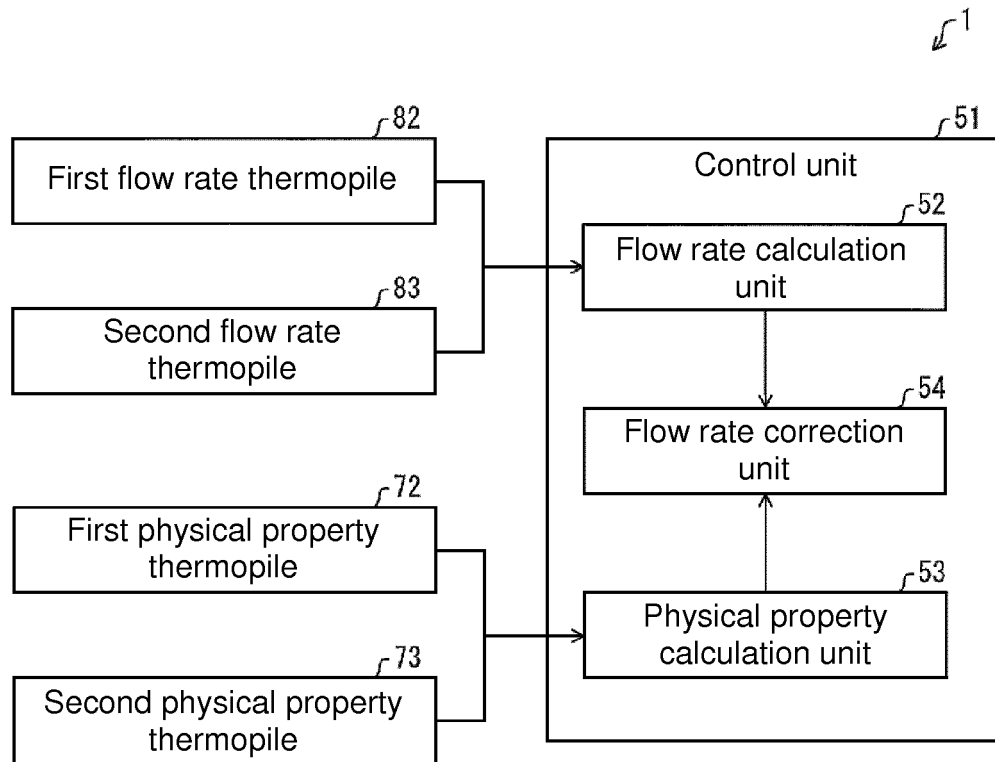 1
82
First flow rate thermopile
83
Second flow rate
thermopile
72
First physical property
thermopile
73
Second physical property
thermopile
51
Control unit
52
Flow rate calculation
unit
54
Flow rate correction
unit
53
Physical property
calculation unit